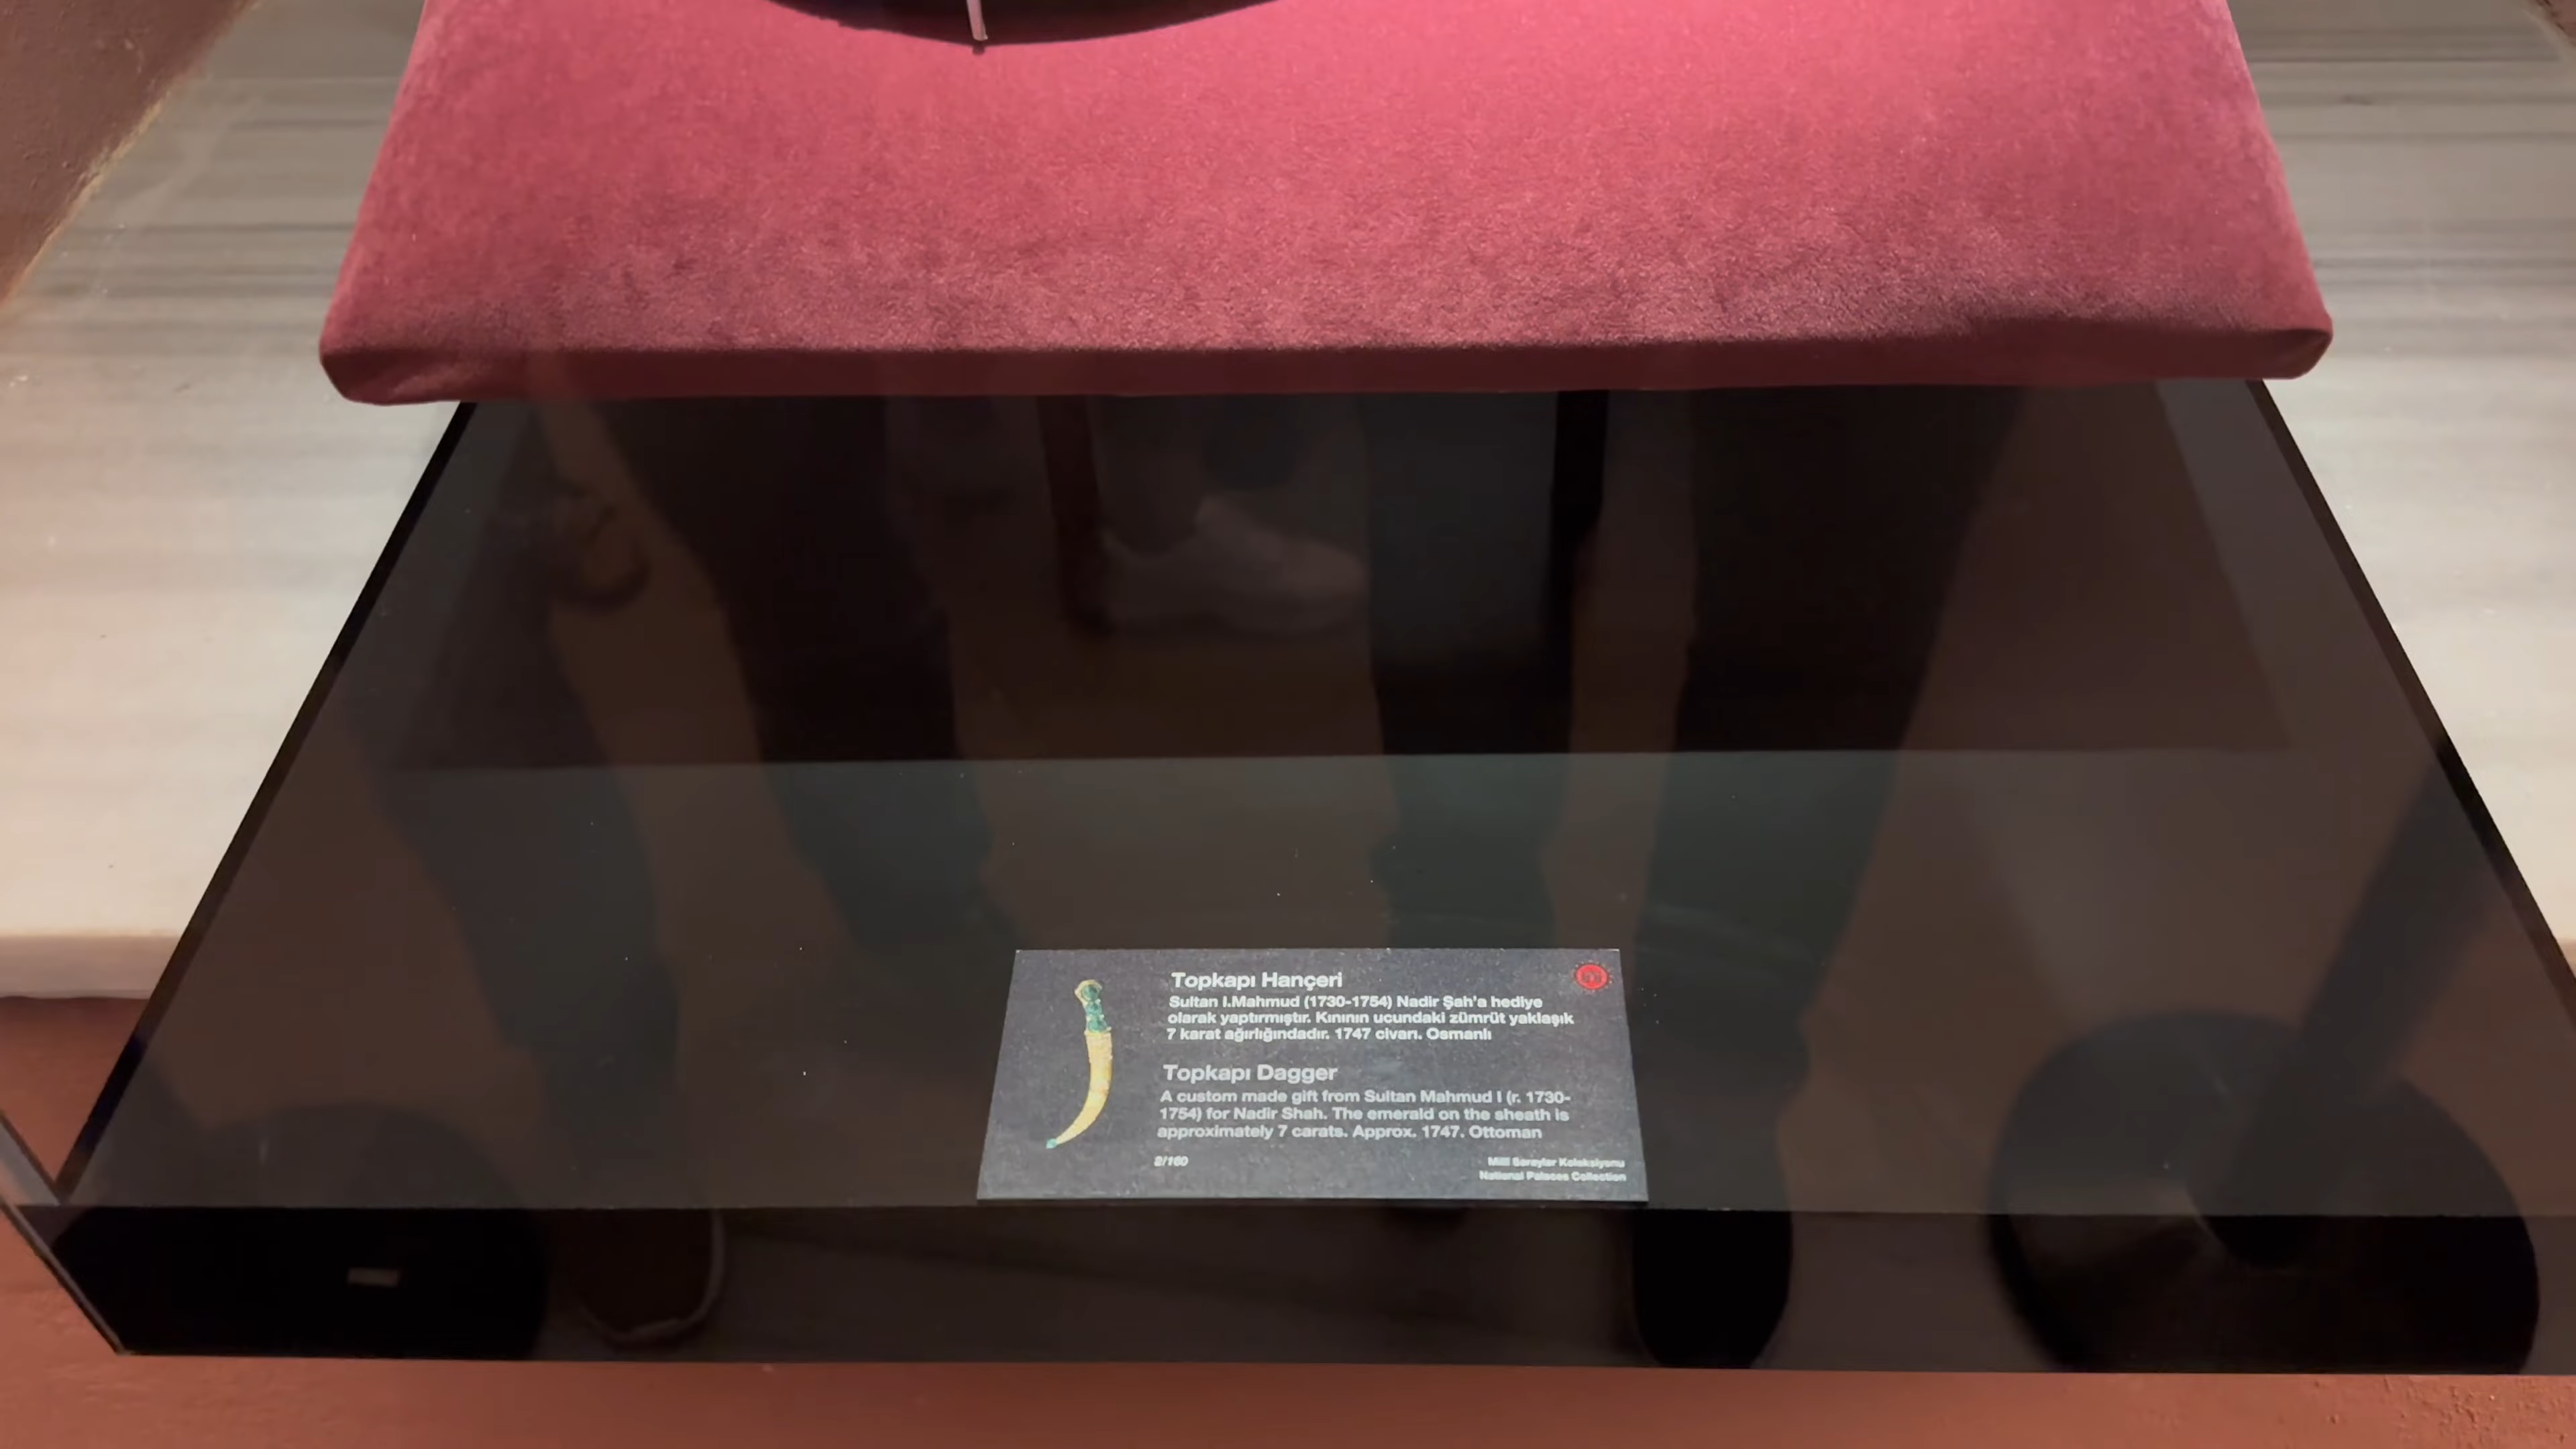 Topkapı Hançeri
Sultan I.Mahmud (1730-1754) Nadir Şah'a hediye
olarak yaptırmıştır. Kınının ucundaki zümrüt yaklaşık
7 karat ağırlığındadır. 1747 civarı. Osmanlı
Topkapı Dagger
A custom made gift from Sultan Mahmud I (r. 1730-
1754) for Nadir Shah. The emerald on the sheath is
approximately 7 carats. Approx. 1747. Ottoman
2/160
Milli Saraylar Koleksiyonu
National Palaces Collection